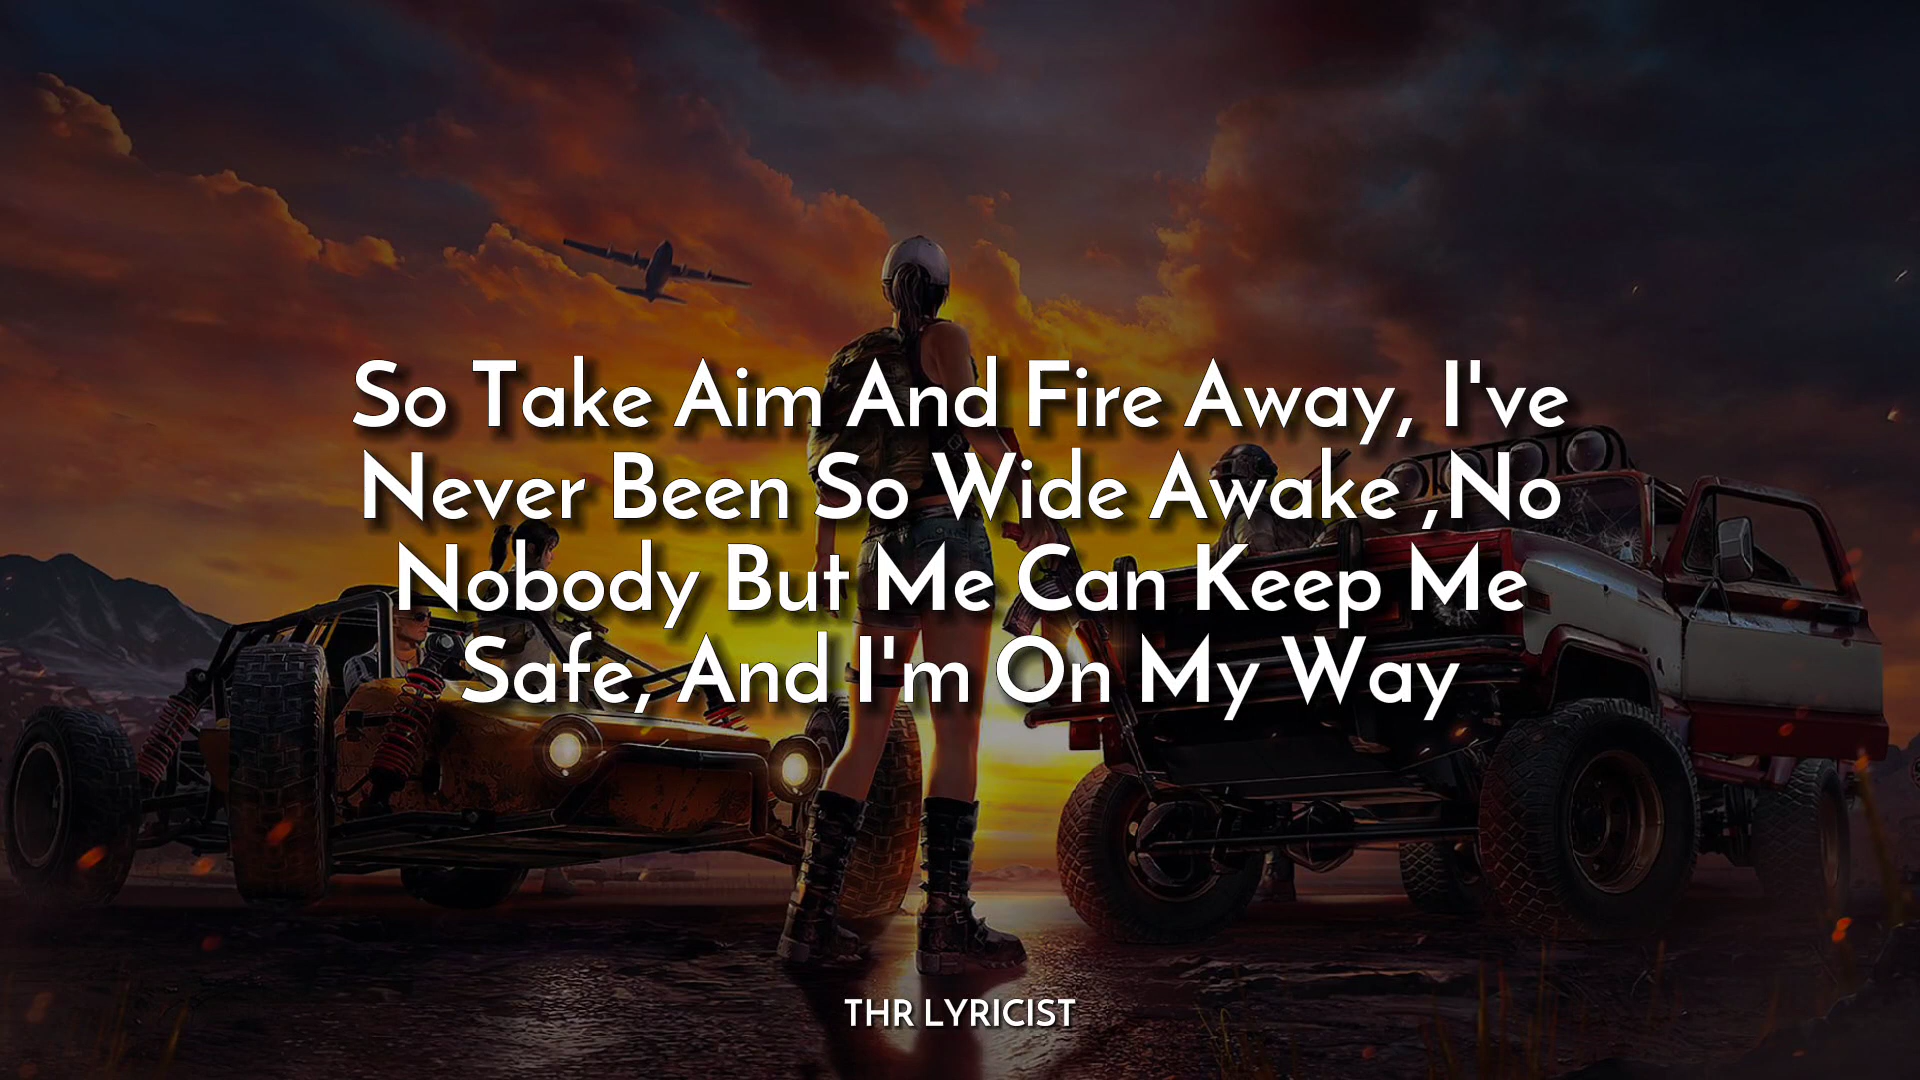 So Take Aim And Fire Away, I've
Never Been So Wide Awake ,No
Nobody But Me Can Keep Me
Safe, And I'm On My Way
THR LYRICIST